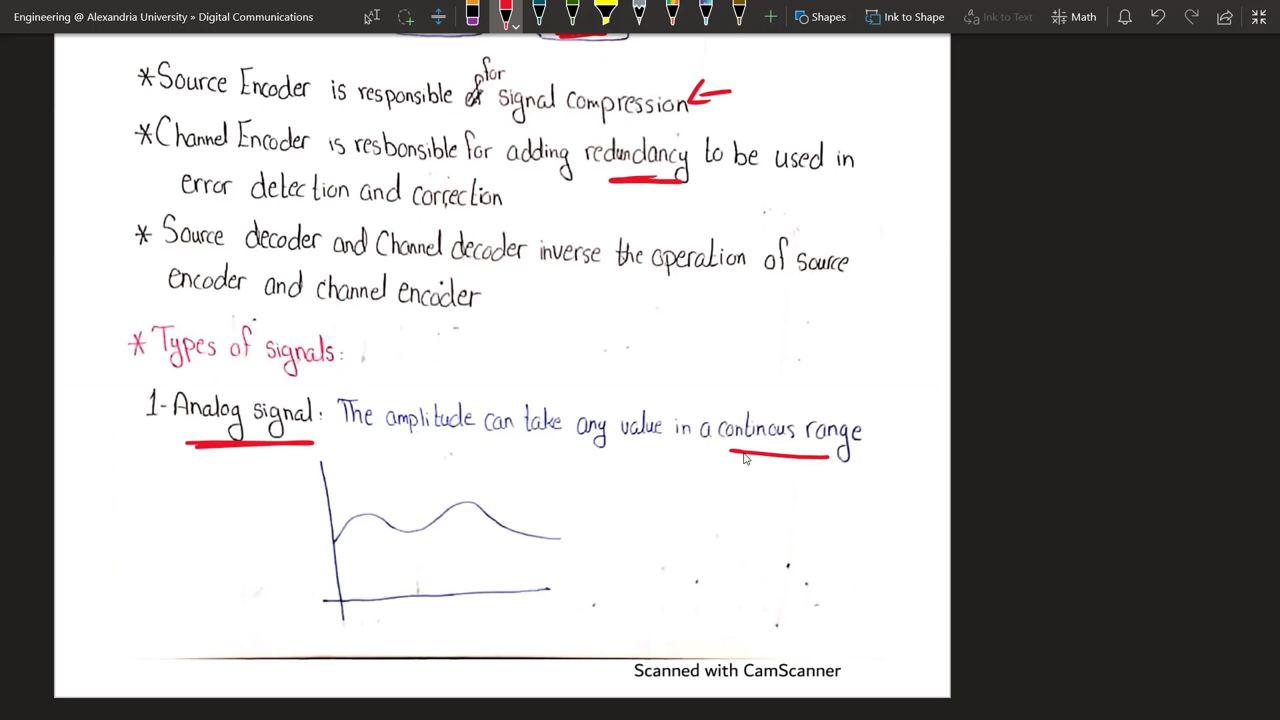 Engineering @ Alexandria University » Digital Communications
Shapes
Ink to Shape
Ink to Text
Math
*Source Encoder is responsible for signal compression
*Channel Encoder is resbonsible for adding redundancy to be used in
error detection and correction
* Source decoder and Channel decoder inverse the operation of source
encoder and channel encoder
* Types of signals:
1- Analog signal: The amplitude can take any value in a continous range
Scanned with CamScanner